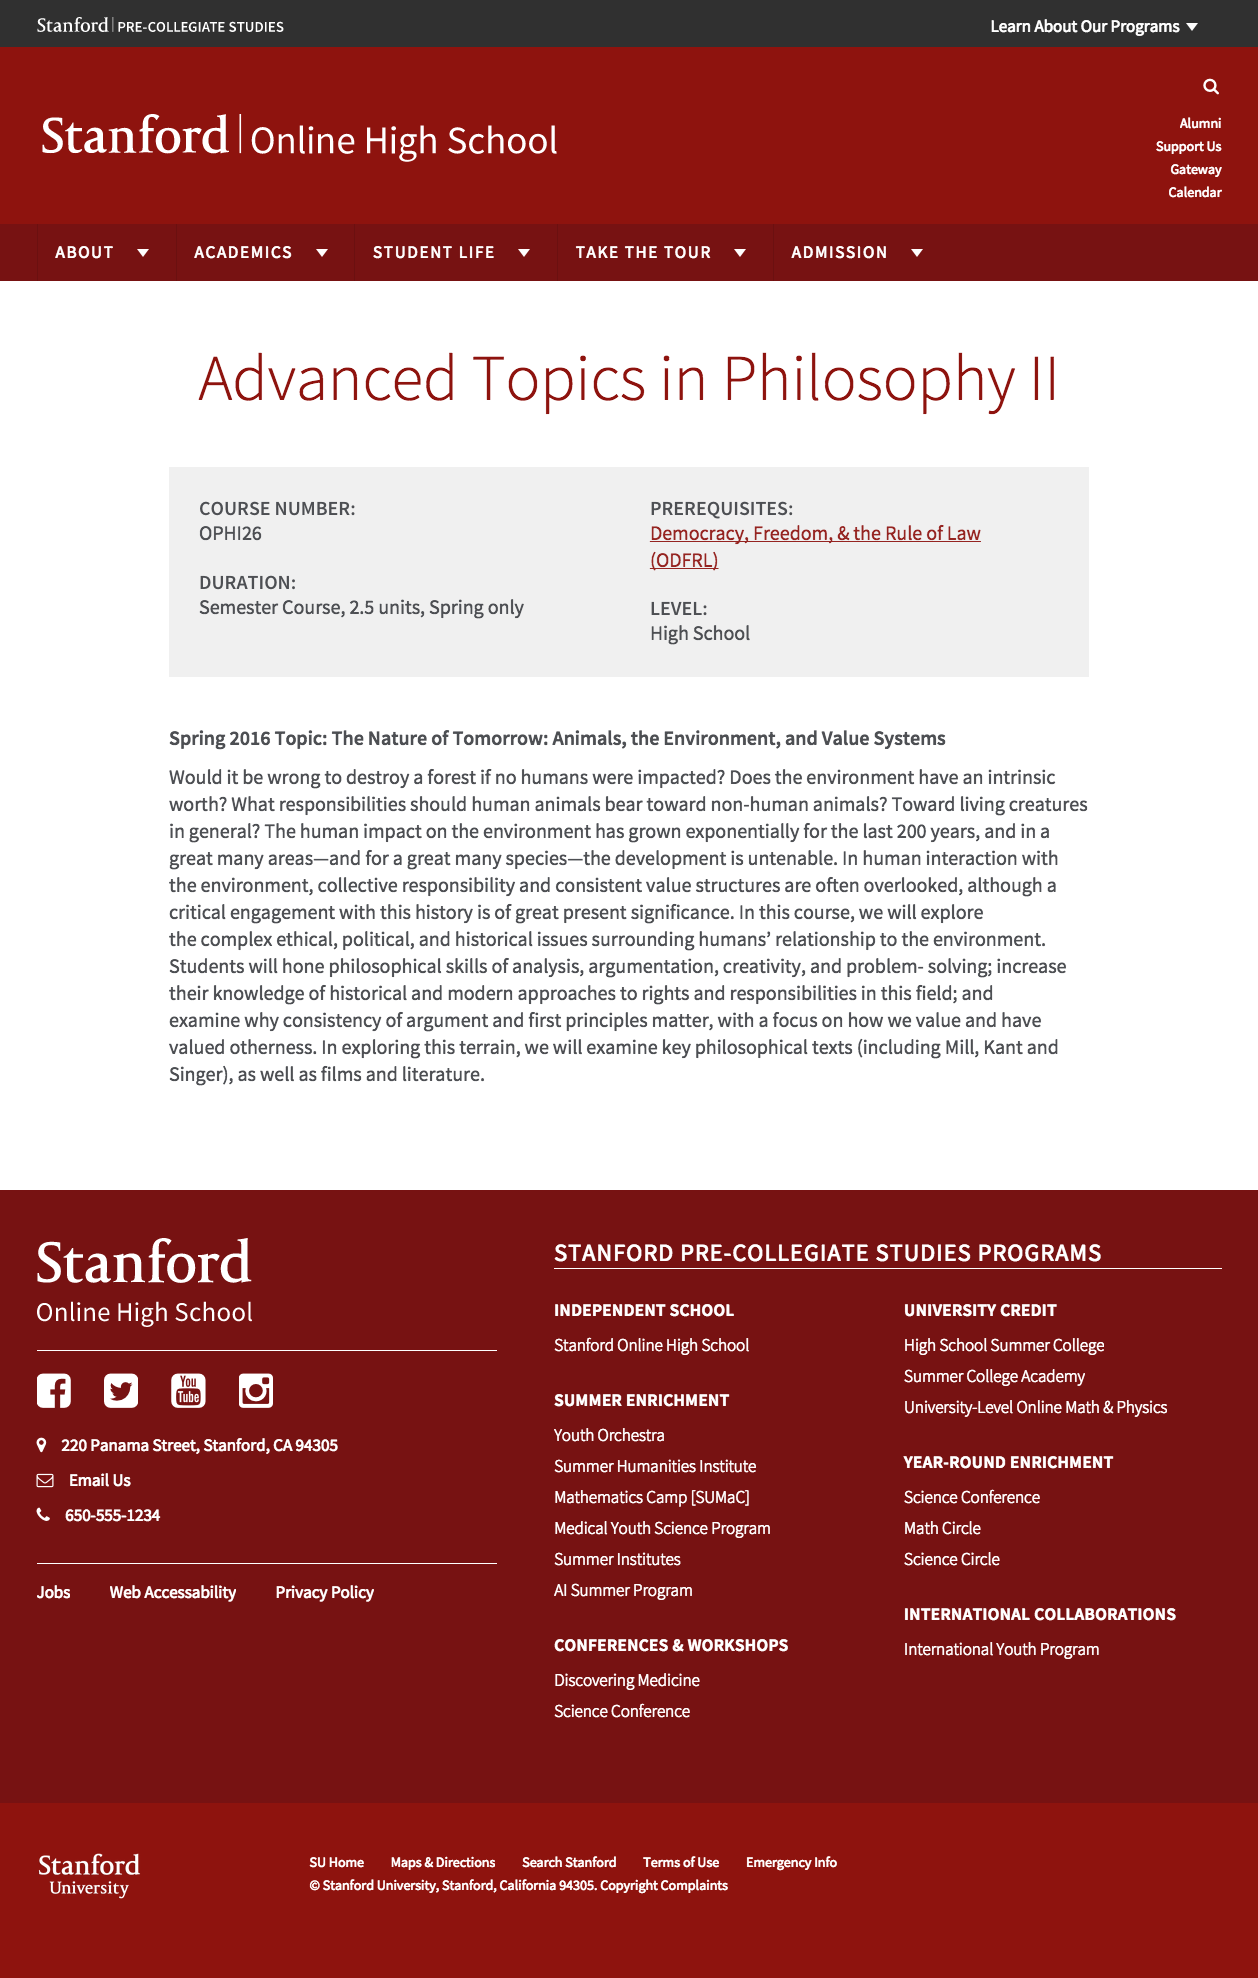 Stanford PRE-COLLEGIATE STUDIES
Learn About Our Programs
Stanford Online High School
Alumni
Support Us
Gateway
Calendar
ABOUT
ACADEMICS
STUDENT LIFE
TAKE THE TOUR
ADMISSION
Advanced Topics in Philosophy II
COURSE NUMBER:
OPHI26
DURATION:
Semester Course, 2.5 units, Spring only
PREREQUISITES:
Democracy, Freedom, & the Rule of Law
(ODFRL)
LEVEL:
High School
Spring 2016 Topic: The Nature of Tomorrow: Animals, the Environment, and Value Systems
Would it be wrong to destroy a forest if no humans were impacted? Does the environment have an intrinsic
worth? What responsibilities should human animals bear toward non-human animals? Toward living creatures
in general? The human impact on the environment has grown exponentially for the last 200 years, and in a
great many areas—and for a great many species—the development is untenable. In human interaction with
the environment, collective responsibility and consistent value structures are often overlooked, although a
critical engagement with this history is of great present significance. In this course, we will explore
the complex ethical, political, and historical issues surrounding humans’ relationship to the environment.
Students will hone philosophical skills of analysis, argumentation, creativity, and problem- solving; increase
their knowledge of historical and modern approaches to rights and responsibilities in this field; and
examine why consistency of argument and first principles matter, with a focus on how we value and have
valued otherness. In exploring this terrain, we will examine key philosophical texts (including Mill, Kant and
Singer), as well as films and literature.
Stanford
Online High School
You
Tube
220 Panama Street, Stanford, CA 94305
Email Us
650-555-1234
Jobs
Web Accessability
Privacy Policy
STANFORD PRE-COLLEGIATE STUDIES PROGRAMS
INDEPENDENT SCHOOL
Stanford Online High School
SUMMER ENRICHMENT
Youth Orchestra
Summer Humanities Institute
Mathematics Camp [SUMaC]
Medical Youth Science Program
Summer Institutes
AI Summer Program
CONFERENCES & WORKSHOPS
Discovering Medicine
Science Conference
UNIVERSITY CREDIT
High School Summer College
Summer College Academy
University-Level Online Math & Physics
YEAR-ROUND ENRICHMENT
Science Conference
Math Circle
Science Circle
INTERNATIONAL COLLABORATIONS
International Youth Program
Stanford
University
SU Home
Maps & Directions
Search Stanford
Terms of Use
Emergency Info
© Stanford University, Stanford, California 94305. Copyright Complaints